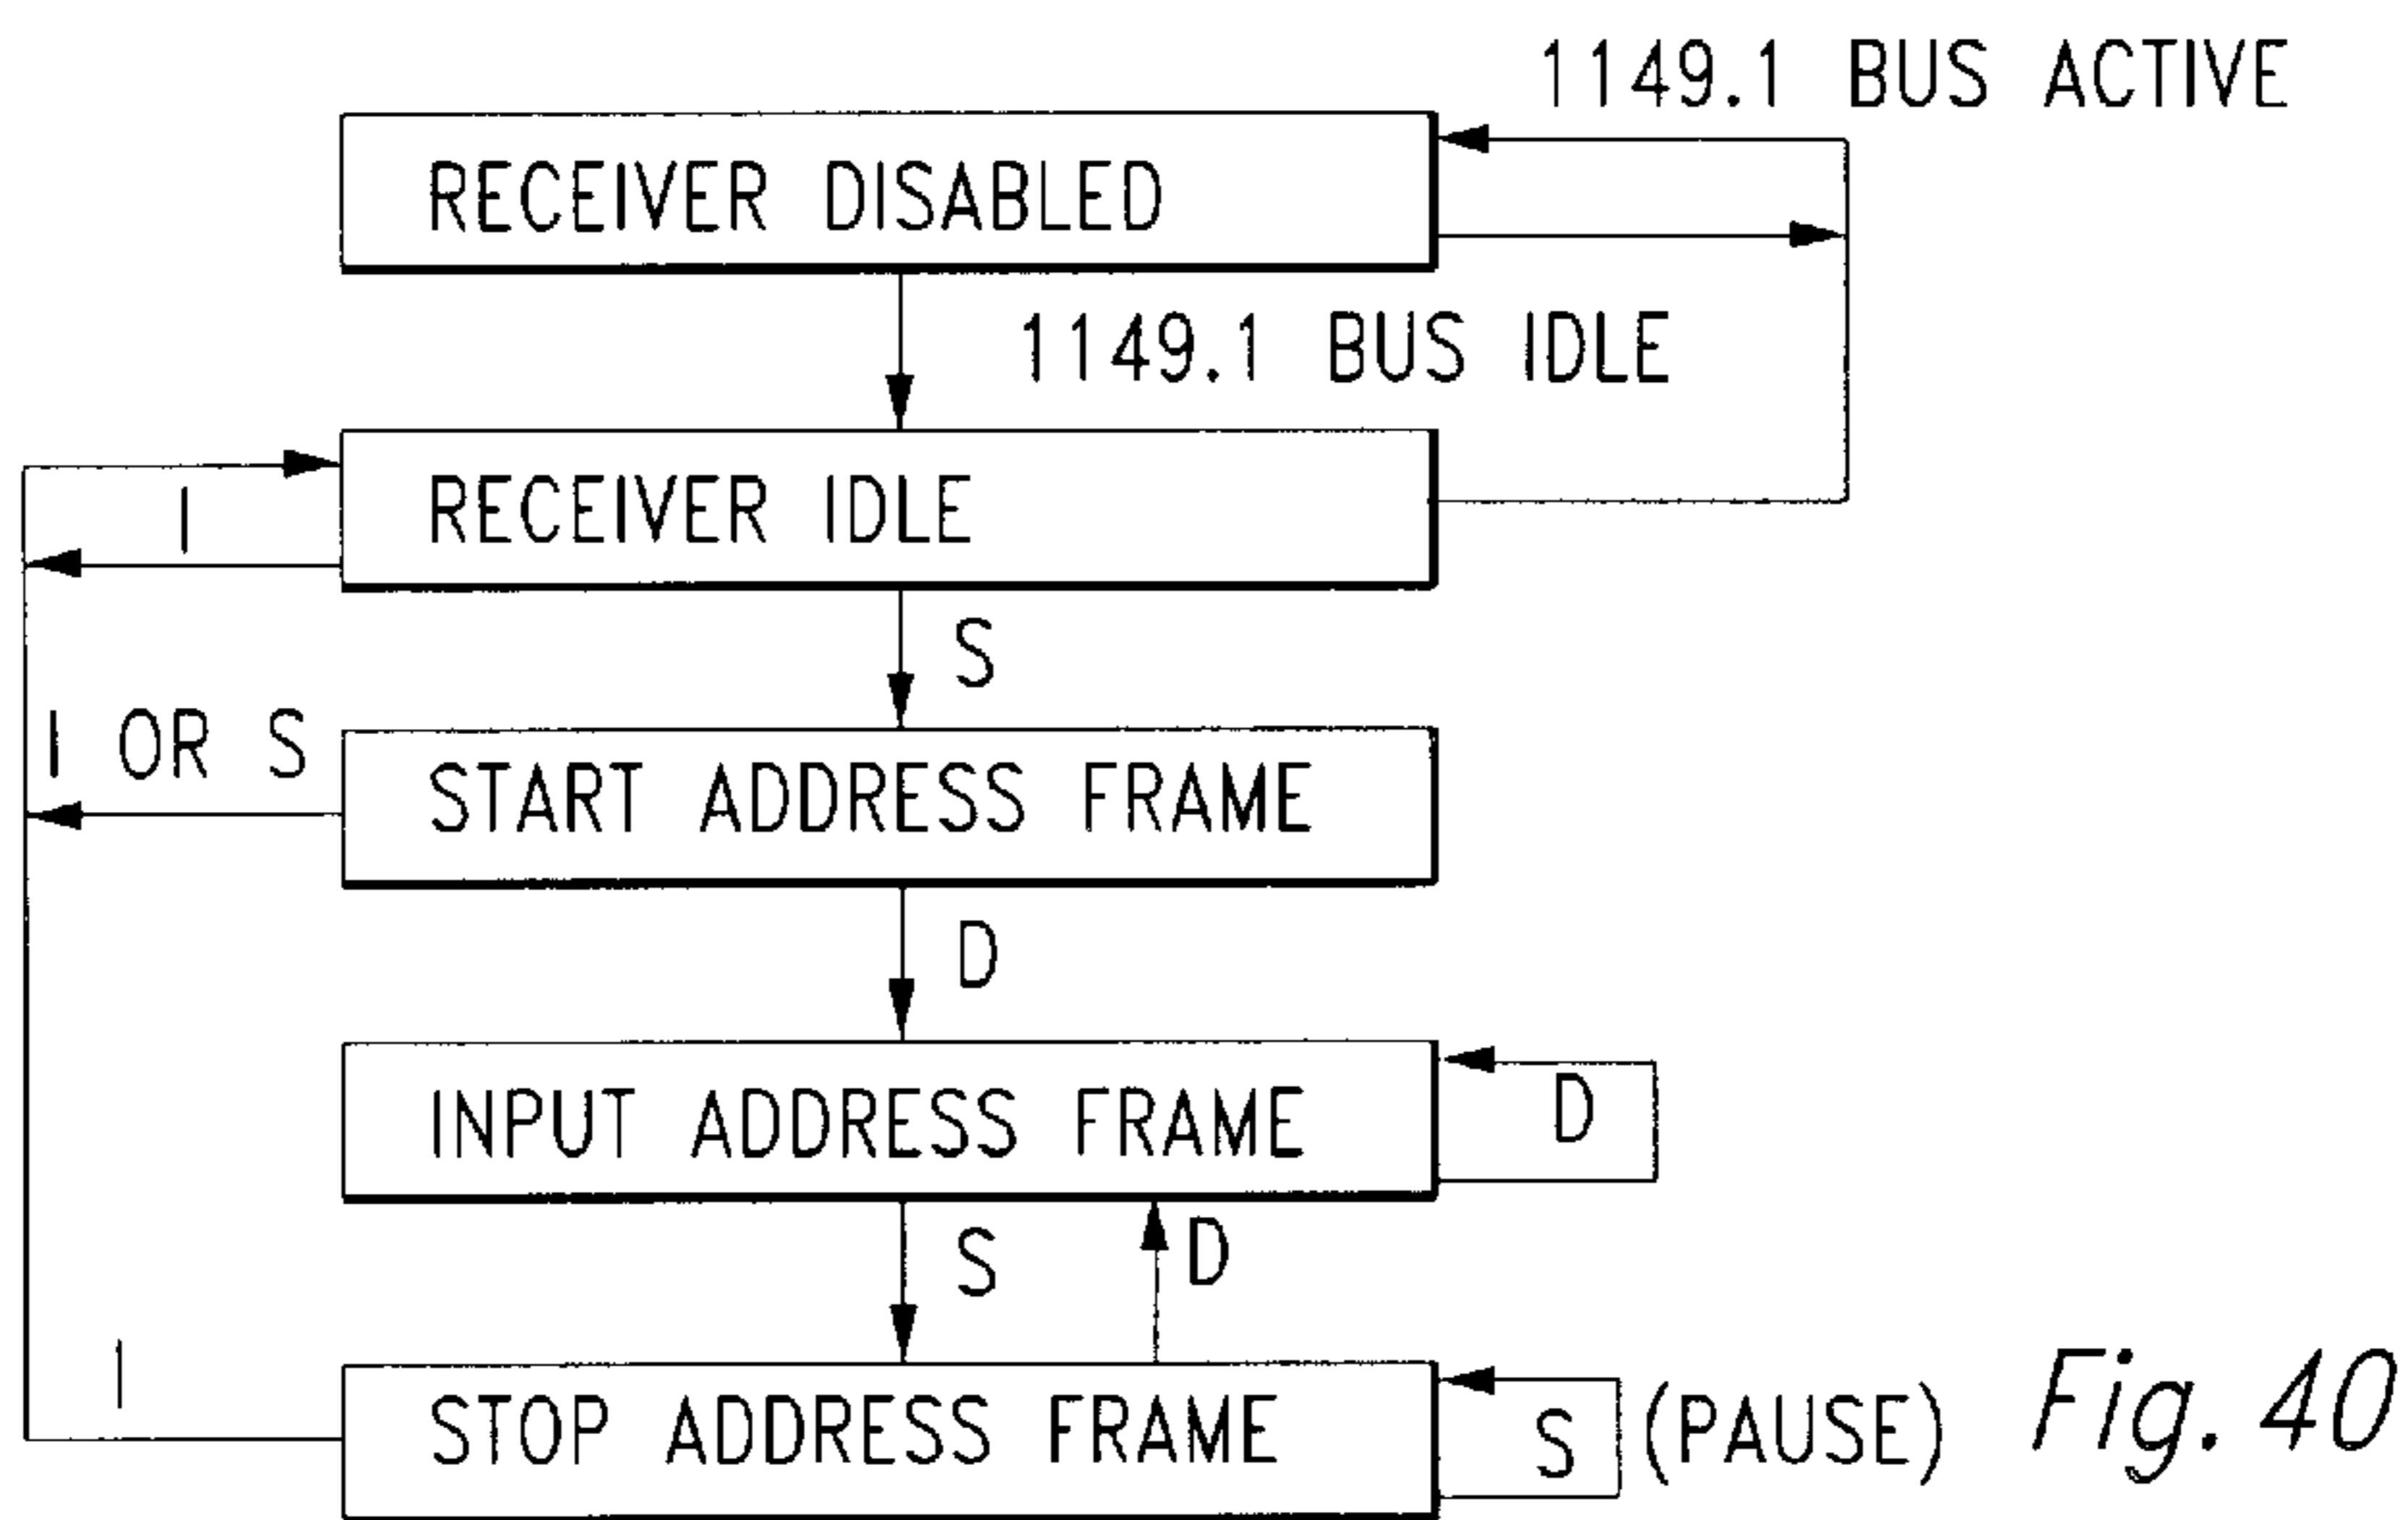 1149.1 BUS ACTIVE
RECEIVER DISABLED
1149.1 BUS IDLE
RECEIVER IDLE
I
S
I OR S
START ADDRESS FRAME
D
INPUT ADDRESS FRAME
D
S
D
I
STOP ADDRESS FRAME
S (PAUSE)
Fig. 40